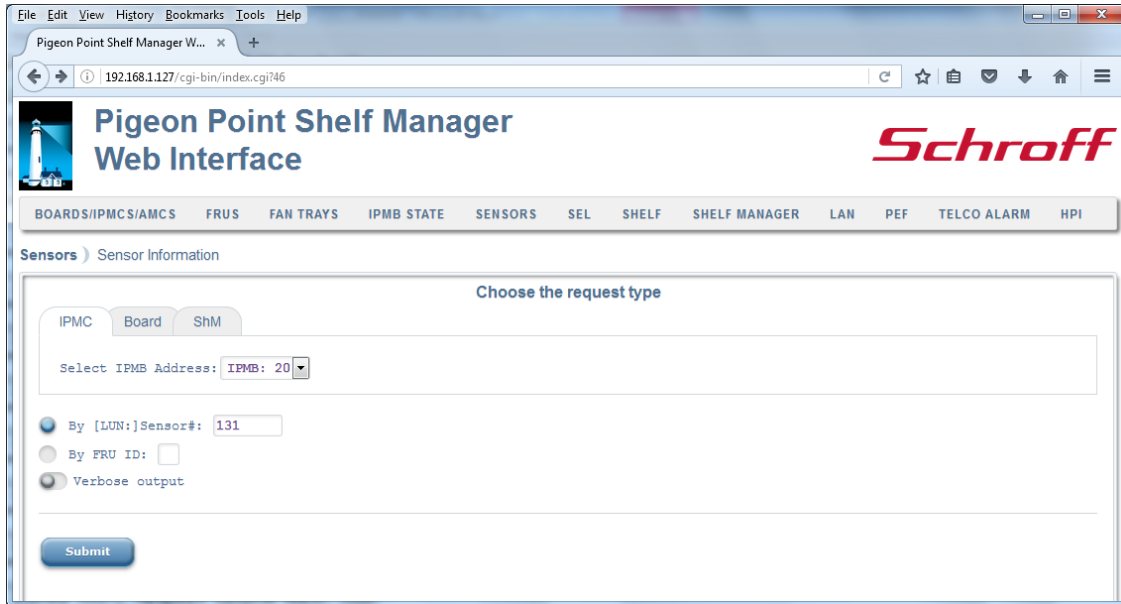 File Edit View History Bookmarks Tools Help
Pigeon Point Shelf Manager W... × +
192.168.1.127/cgi-bin/index.cgi?46
Pigeon Point Shelf Manager
Web Interface
Schroff
BOARDS/IPMCS/AMCS FRUS FAN TRAYS IPMB STATE SENSORS SEL SHELF SHELF MANAGER LAN PEF TELCO ALARM HPI
Sensors ) Sensor Information
Choose the request type
IPMC Board ShM
Select IPMB Address: IPMB: 20
By [LUN:]Sensor#: 131
By FRU ID:
Verbose output
Submit